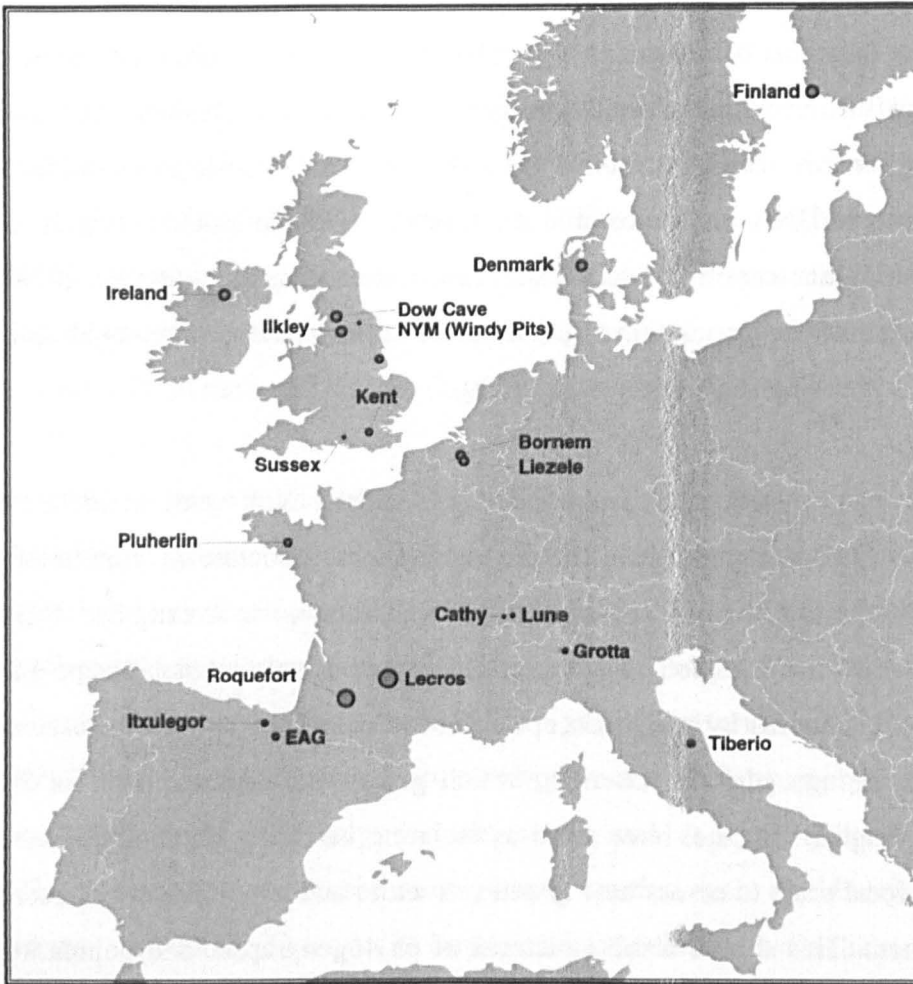 Finland
Denmark
Ireland
Dow Cave
NYM (Windy Pits)
Ilkley
Kent
Sussex
Bornem
Liezele
Pluherlin
Cathy
Lune
Grotta
Roquefort
Lecros
Itxulegor
EAG
Tiberio